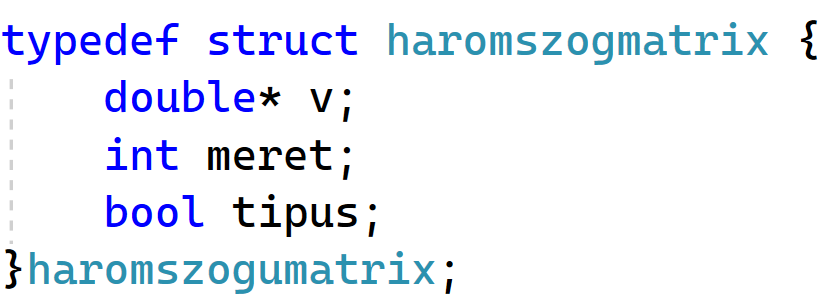 typedef struct haromszogmatrix {
    double* v;
    int meret;
    bool tipus;
}haromszogumatrix;